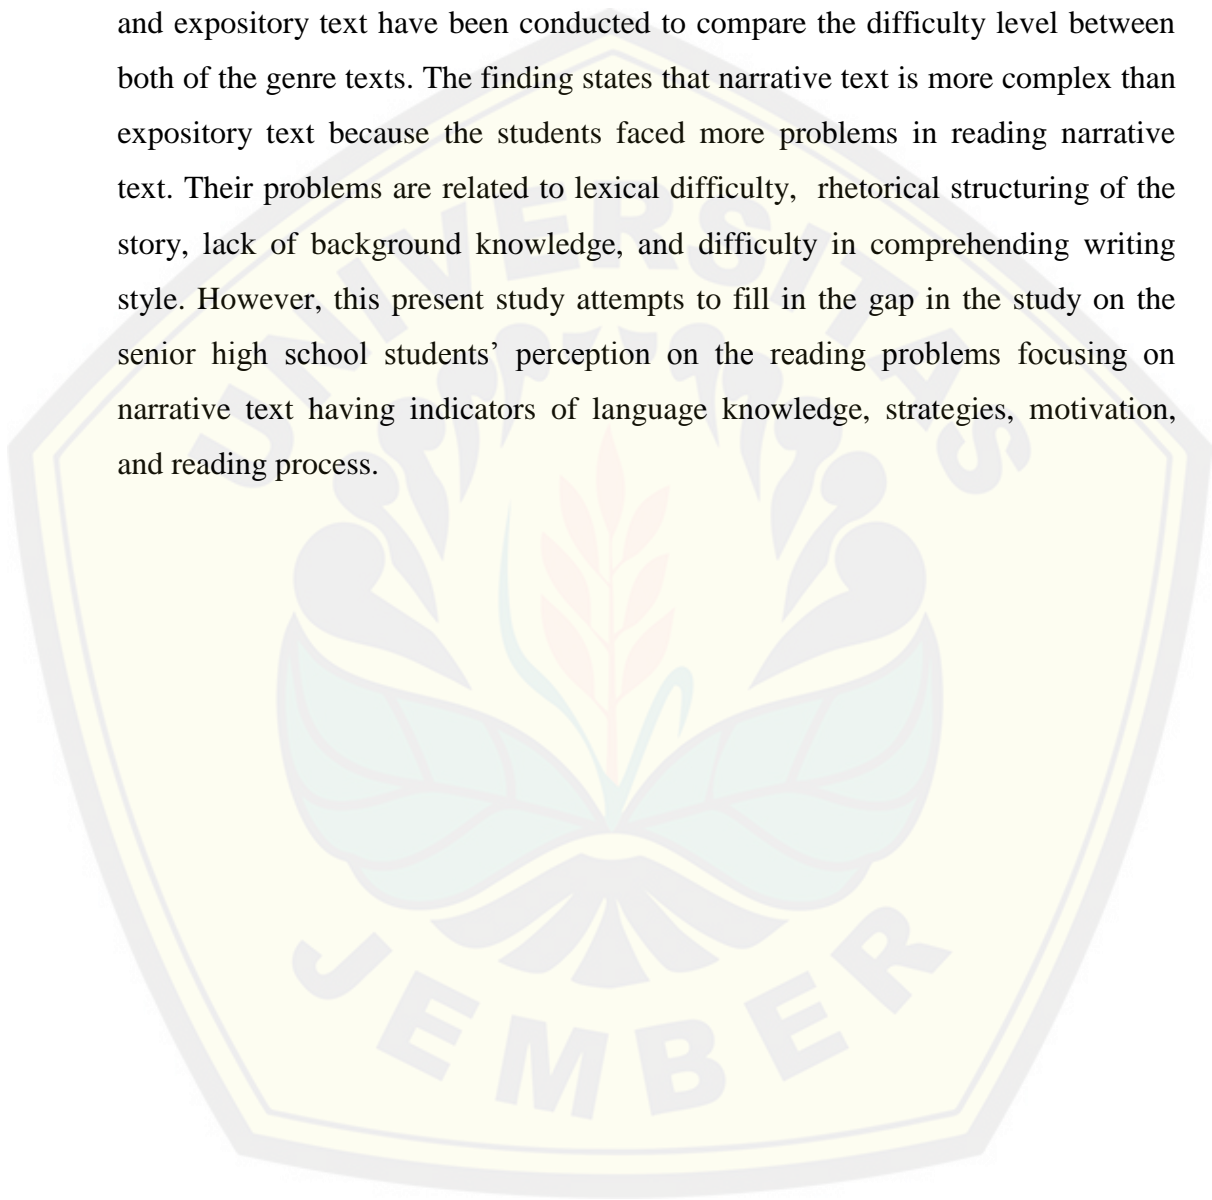 and expository text have been conducted to compare the difficulty level between
both of the genre texts. The finding states that narrative text is more complex than
expository text because the students faced more problems in reading narrative
text. Their problems are related to lexical difficulty, rhetorical structuring of the
story, lack of background knowledge, and difficulty in comprehending writing
style. However, this present study attempts to fill in the gap in the study on the
senior high school students’ perception on the reading problems focusing on
narrative text having indicators of language knowledge, strategies, motivation,
and reading process.
UNIVERSITAS
JEMBER